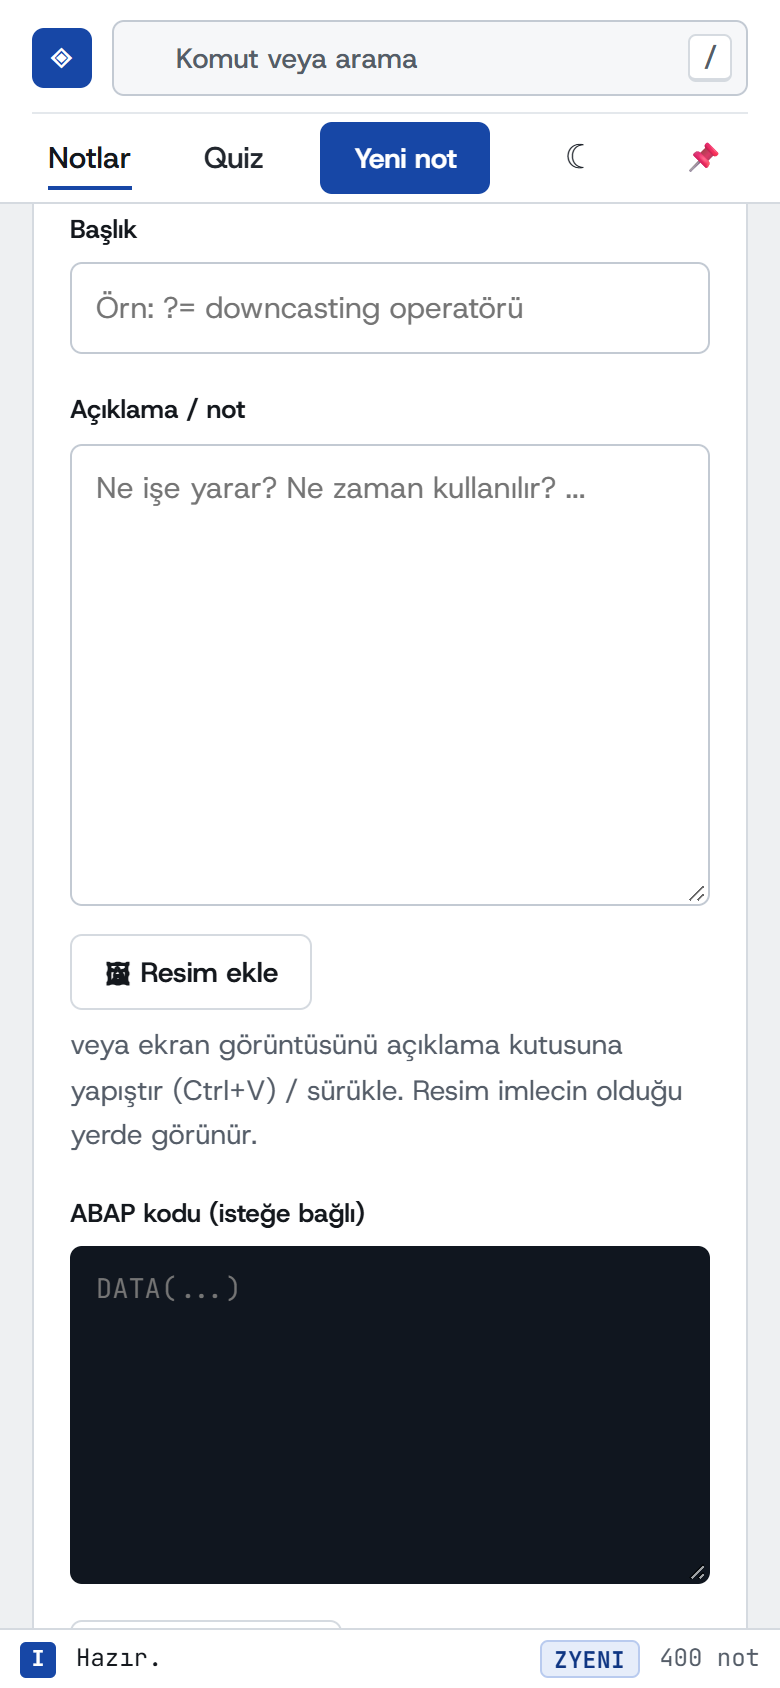 Komut veya arama /
Notlar Quiz Yeni not
Başlık
Örn: ?= downcasting operatörü
Açıklama / not
Ne işe yarar? Ne zaman kullanılır? ...
Resim ekle
veya ekran görüntüsünü açıklama kutusuna
yapıştır (Ctrl+V) / sürükle. Resim imlecin olduğu
yerde görünür.
ABAP kodu (isteğe bağlı)
DATA(...)
I Hazır. ZYENI 400 not